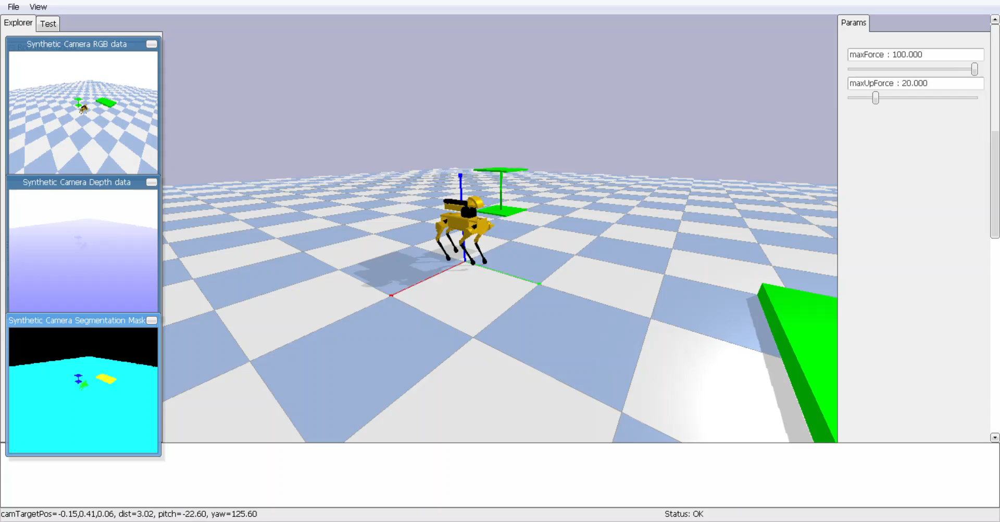 File View
Explorer Test
Params
Synthetic Camera RGB data
maxForce : 100.000
maxUpForce : 20.000
Synthetic Camera Depth data
Synthetic Camera Segmentation Mask
camTargetPos=-0.15,0.41,0.06, dist=3.02, pitch=-22.60, yaw=125.60
Status: OK